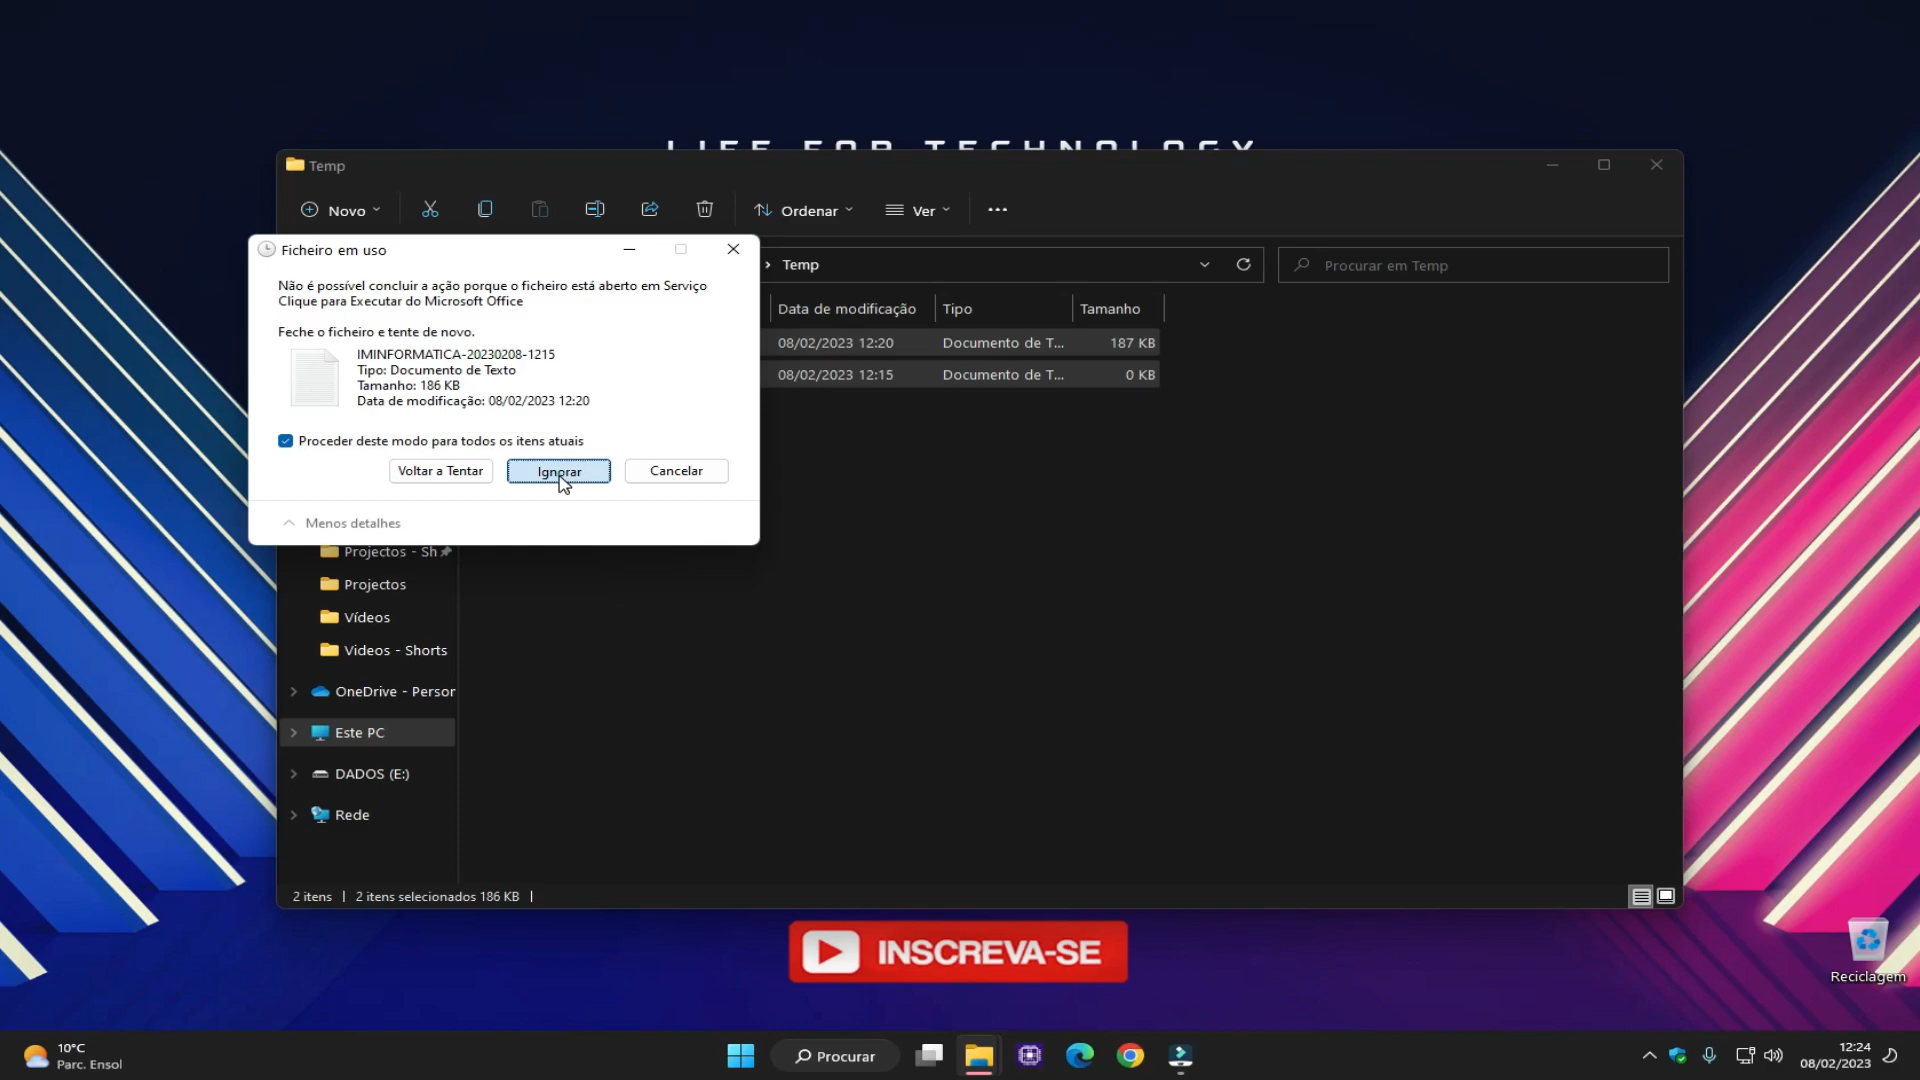 LIFE FOR TECHNOLOGY
Temp
Novo
Ordenar
Ver
Ficheiro em uso
Não é possível concluir a ação porque o ficheiro está aberto em Serviço
Clique para Executar do Microsoft Office
Feche o ficheiro e tente de novo.
IMINFORMATICA-20230208-1215
Tipo: Documento de Texto
Tamanho: 186 KB
Data de modificação: 08/02/2023 12:20
Proceder deste modo para todos os itens atuais
Voltar a Tentar
Ignorar
Cancelar
Menos detalhes
Temp
Procurar em Temp
Data de modificação
Tipo
Tamanho
08/02/2023 12:20
Documento de T...
187 KB
08/02/2023 12:15
Documento de T...
0 KB
Projectos - Sh
Projectos
Vídeos
Videos - Shorts
OneDrive - Person
Este PC
DADOS (E:)
Rede
2 itens
2 itens selecionados 186 KB
INSCREVA-SE
Reciclagem
10°C
Parc. Ensol
Procurar
12:24
08/02/2023